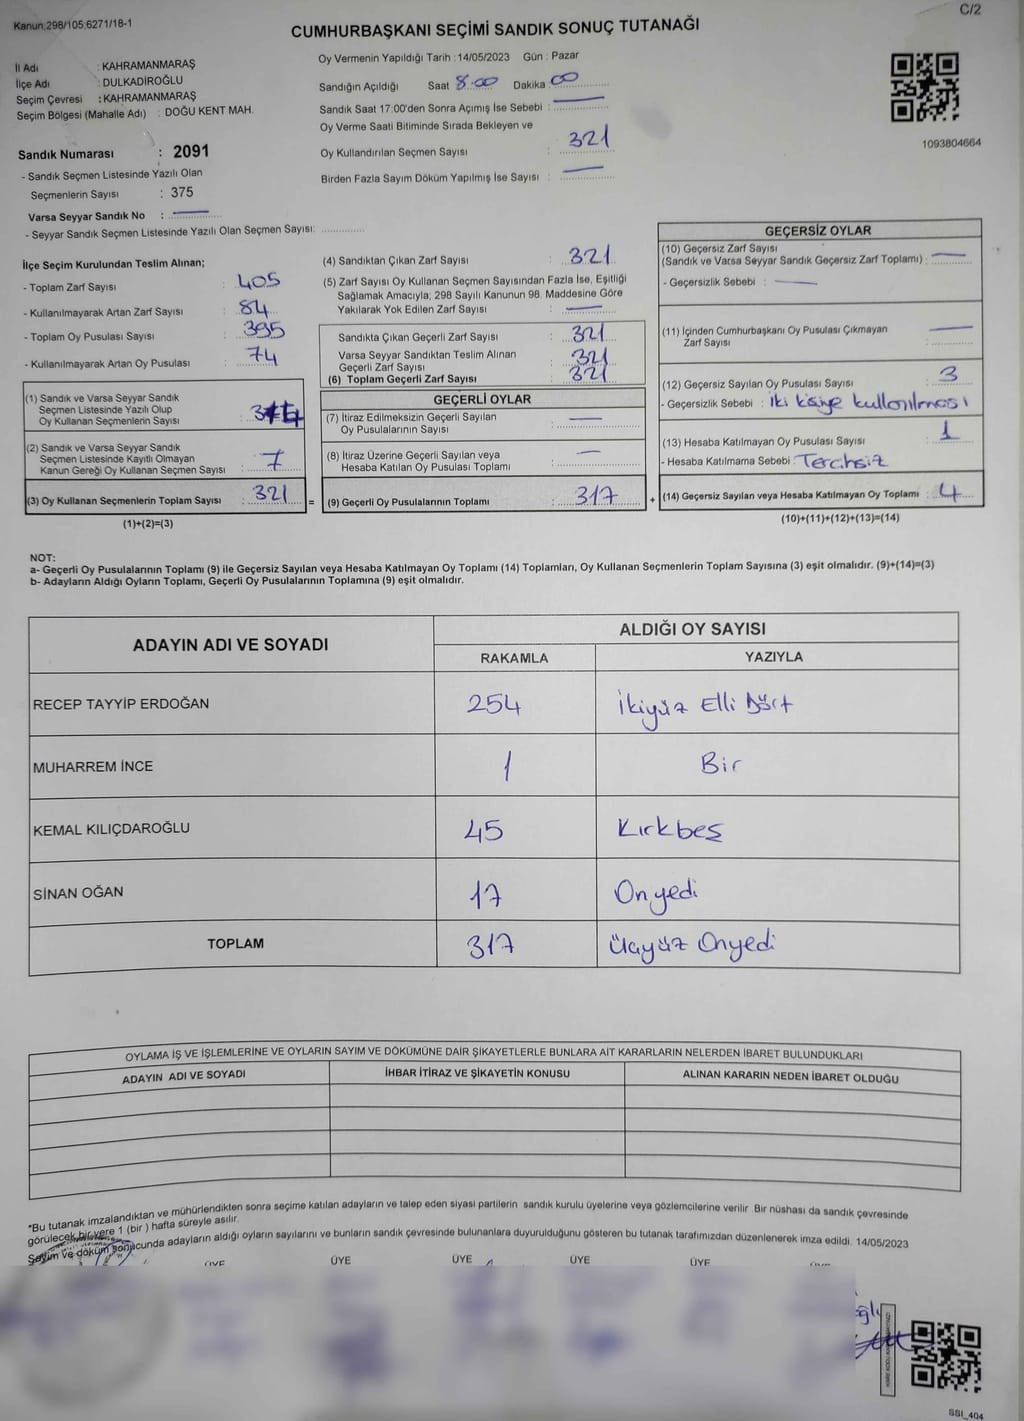 Kanun;298/105;6271/18-1
C/2
CUMHURBAŞKANI SEÇİMİ SANDIK SONUÇ TUTANAĞI
İl Adı : KAHRAMANMARAŞ
İlçe Adı : DULKADİROĞLU
Seçim Çevresi : KAHRAMANMARAŞ
Seçim Bölgesi (Mahalle Adı) : DOĞU KENT MAH.
Oy Vermenin Yapıldığı Tarih : 14/05/2023 Gün : Pazar
Sandığın Açıldığı Saat 8.00 Dakika 00
Sandık Saat 17:00'den Sonra Açımış İse Sebebi :
Oy Verme Saati Bitiminde Sırada Bekleyen ve
Oy Kullandırılan Seçmen Sayısı : 321
Birden Fazla Sayım Döküm Yapılmış İse Sayısı :
1093804664
Sandık Numarası : 2091
- Sandık Seçmen Listesinde Yazılı Olan
Seçmenlerin Sayısı : 375
Varsa Seyyar Sandık No :
- Seyyar Sandık Seçmen Listesinde Yazılı Olan Seçmen Sayısı:
İlçe Seçim Kurulundan Teslim Alınan;
- Toplam Zarf Sayısı : 405
- Kullanılmayarak Artan Zarf Sayısı : 84
- Toplam Oy Pusulası Sayısı : 395
- Kullanılmayarak Artan Oy Pusulası : 74
(1) Sandık ve Varsa Seyyar Sandık
Seçmen Listesinde Yazılı Olup
Oy Kullanan Seçmenlerin Sayısı :
(2) Sandık ve Varsa Seyyar Sandık
Seçmen Listesinde Kayıtlı Olmayan
Kanun Gereği Oy Kullanan Seçmen Sayısı : 7
(3) Oy Kullanan Seçmenlerin Toplam Sayısı : 321 =
(1)+(2)=(3)
(4) Sandıktan Çıkan Zarf Sayısı : 321
(5) Zarf Sayısı Oy Kullanan Seçmen Sayısından Fazla İse, Eşitliği
Sağlamak Amacıyla; 298 Sayılı Kanunun 98. Maddesine Göre
Yakılarak Yok Edilen Zarf Sayısı :
Sandıkta Çıkan Geçerli Zarf Sayısı : 321
Varsa Seyyar Sandıktan Teslim Alınan
Geçerli Zarf Sayısı : 321
(6) Toplam Geçerli Zarf Sayısı : 321
GEÇERLİ OYLAR
(7) İtiraz Edilmeksizin Geçerli Sayılan
Oy Pusulalarının Sayısı :
(8) İtiraz Üzerine Geçerli Sayılan veya
Hesaba Katılan Oy Pusulası Toplamı :
(9) Geçerli Oy Pusulalarının Toplamı : 317 +
GEÇERSİZ OYLAR
(10) Geçersiz Zarf Sayısı
(Sandık ve Varsa Seyyar Sandık Geçersiz Zarf Toplamı) :
- Geçersizlik Sebebi :
(11) İçinden Cumhurbaşkanı Oy Pusulası Çıkmayan
Zarf Sayısı :
(12) Geçersiz Sayılan Oy Pusulası Sayısı : 3
- Geçersizlik Sebebi : iki kişiye kullanılması
(13) Hesaba Katılmayan Oy Pusulası Sayısı : 1
- Hesaba Katılmama Sebebi : Tercihsiz
(14) Geçersiz Sayılan veya Hesaba Katılmayan Oy Toplamı : 4
(10)+(11)+(12)+(13)=(14)
NOT:
a- Geçerli Oy Pusulalarının Toplamı (9) ile Geçersiz Sayılan veya Hesaba Katılmayan Oy Toplamı (14) Toplamları, Oy Kullanan Seçmenlerin Toplam Sayısına (3) eşit olmalıdır. (9)+(14)=(3)
b- Adayların Aldığı Oyların Toplamı, Geçerli Oy Pusulalarının Toplamına (9) eşit olmalıdır.
ADAYIN ADI VE SOYADI ALDIĞI OY SAYISI
RAKAMLA YAZIYLA
RECEP TAYYİP ERDOĞAN 254 İkiyüz Elli Dört
MUHARREM İNCE 1 Bir
KEMAL KILIÇDAROĞLU 45 Kırkbeş
SİNAN OĞAN 17 Onyedi
TOPLAM 317 Üçyüz Onyedi
OYLAMA İŞ VE İŞLEMLERİNE VE OYLARIN SAYIM VE DÖKÜMÜNE DAİR ŞİKAYETLERLE BUNLARA AİT KARARLARIN NELERDEN İBARET BULUNDUKLARI
ADAYIN ADI VE SOYADI İHBAR İTİRAZ VE ŞİKAYETİN KONUSU ALINAN KARARIN NEDEN İBARET OLDUĞU
*Bu tutanak imzalandıktan ve mühürlendikten sonra seçime katılan adayların ve talep eden siyasi partilerin sandık kurulu üyelerine veya gözlemcilerine verilir. Bir nüshası da sandık çevresinde
görülecek bir yere 1 (bir ) hafta süreyle asılır.
Sayım ve döküm sonucunda adayların aldığı oyların sayılarını ve bunların sandık çevresinde bulunanlara duyurulduğunu gösteren bu tutanak tarafımızdan düzenlenerek imza edildi. 14/05/2023
ÜYE ÜYE ÜYE ÜYE ÜYE
SSI_404